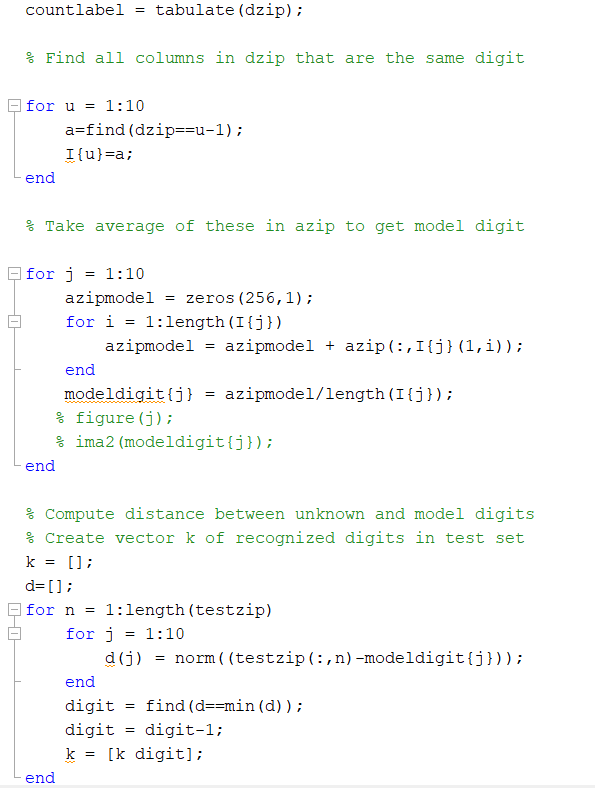 countlabel = tabulate(dzip);
% Find all columns in dzip that are the same digit
for u = 1:10
a=find(dzip==u-1);
I{u}=a;
end
% Take average of these in azip to get model digit
for j = 1:10
azipmodel = zeros(256,1);
for i = 1:length(I{j})
azipmodel = azipmodel + azip(:,I{j}(1,i));
end
modeldigit{j} = azipmodel/length(I{j});
% figure(j);
% ima2(modeldigit{j});
end
% Compute distance between unknown and model digits
% Create vector k of recognized digits in test set
k = [];
d=[];
for n = 1:length(testzip)
for j = 1:10
d(j) = norm((testzip(:,n)-modeldigit{j}));
end
digit = find(d==min(d));
digit = digit-1;
k = [k digit];
end